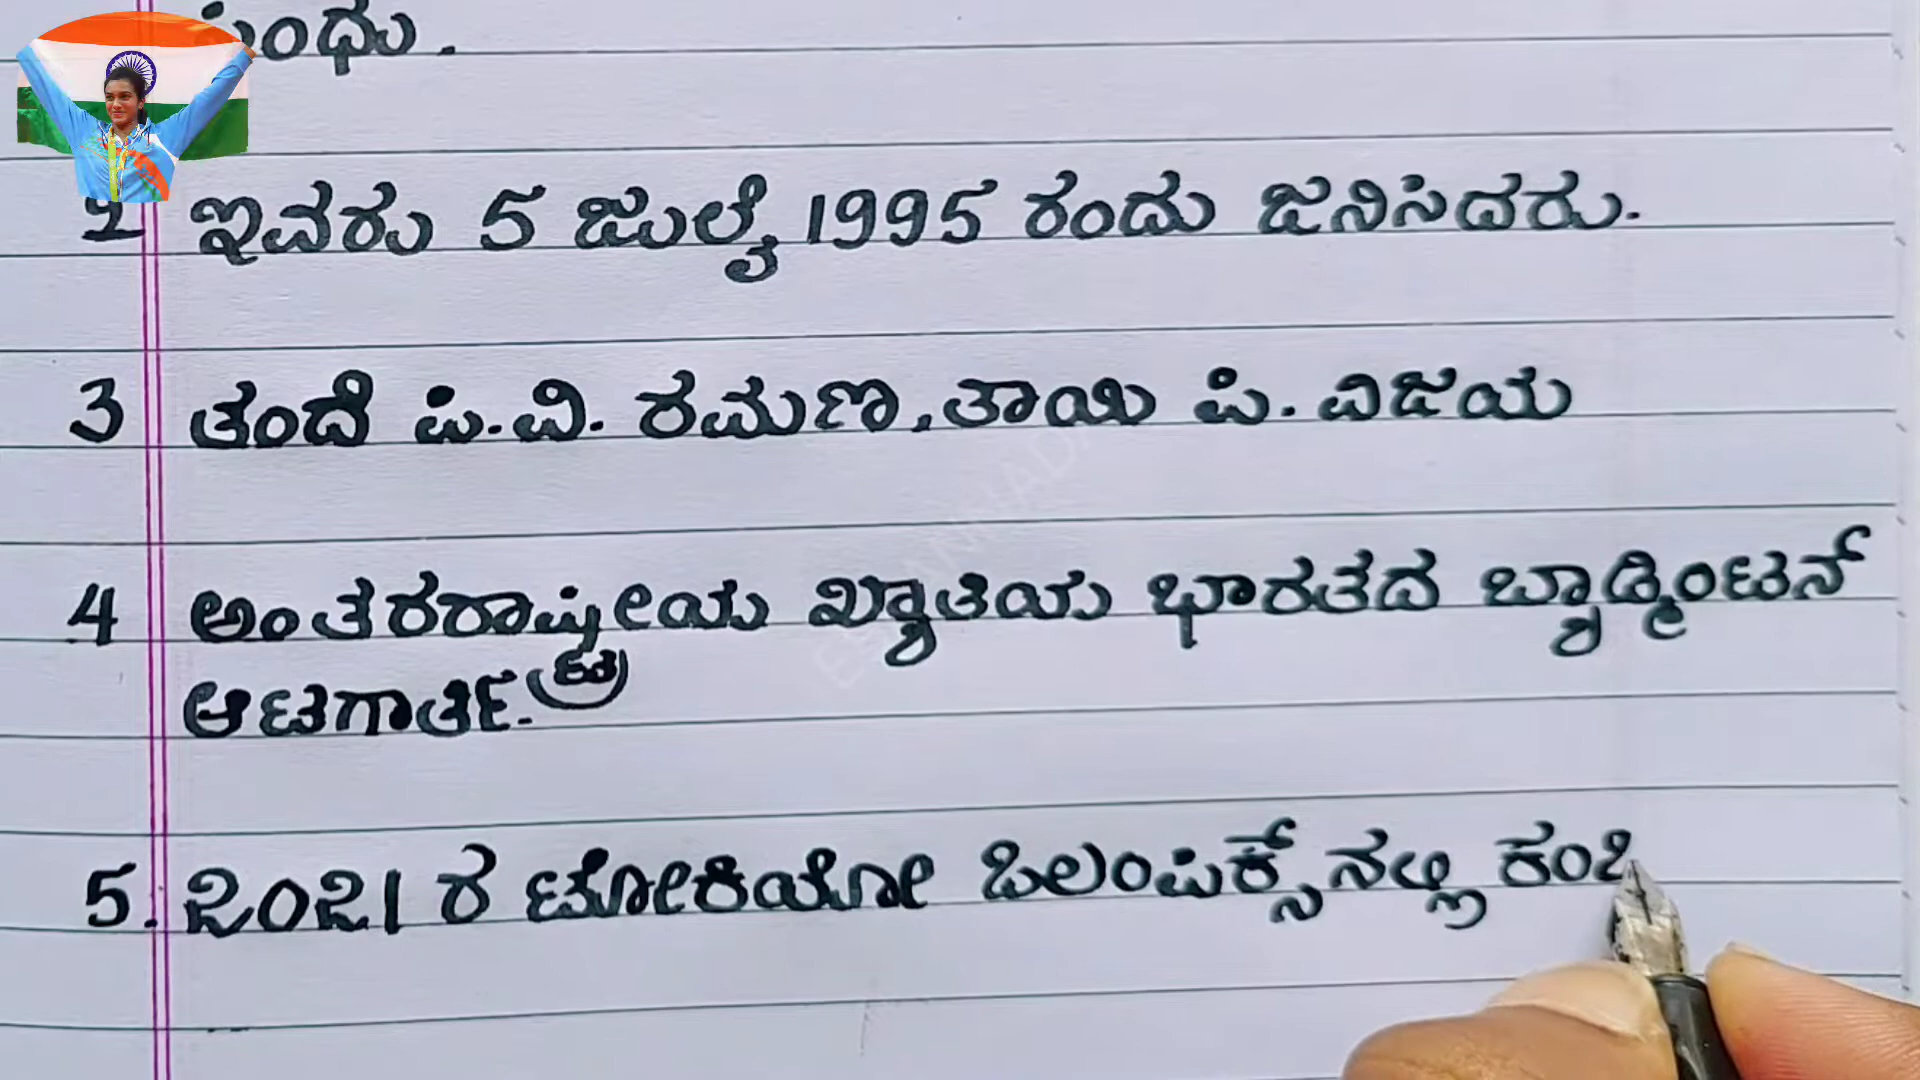 ಸಿಂಧು.
2 ಇವರು 5 ಜುಲೈ 1995 ರಂದು ಜನಿಸಿದರು.
3 ತಂದೆ ಪಿ.ವಿ. ರಮಣ, ತಾಯಿ ಪಿ. ವಿಜಯ
4 ಅಂತರರಾಷ್ಟ್ರೀಯ ಖ್ಯಾತಿಯ ಭಾರತದ ಬ್ಯಾಡ್ಮಿಂಟನ್
ಆಟಗಾರ್ತಿ.
5. 2021 ರ ಟೋಕಿಯೋ ಒಲಂಪಿಕ್ಸ್‌ನಲ್ಲಿ ಕಂಚಿ